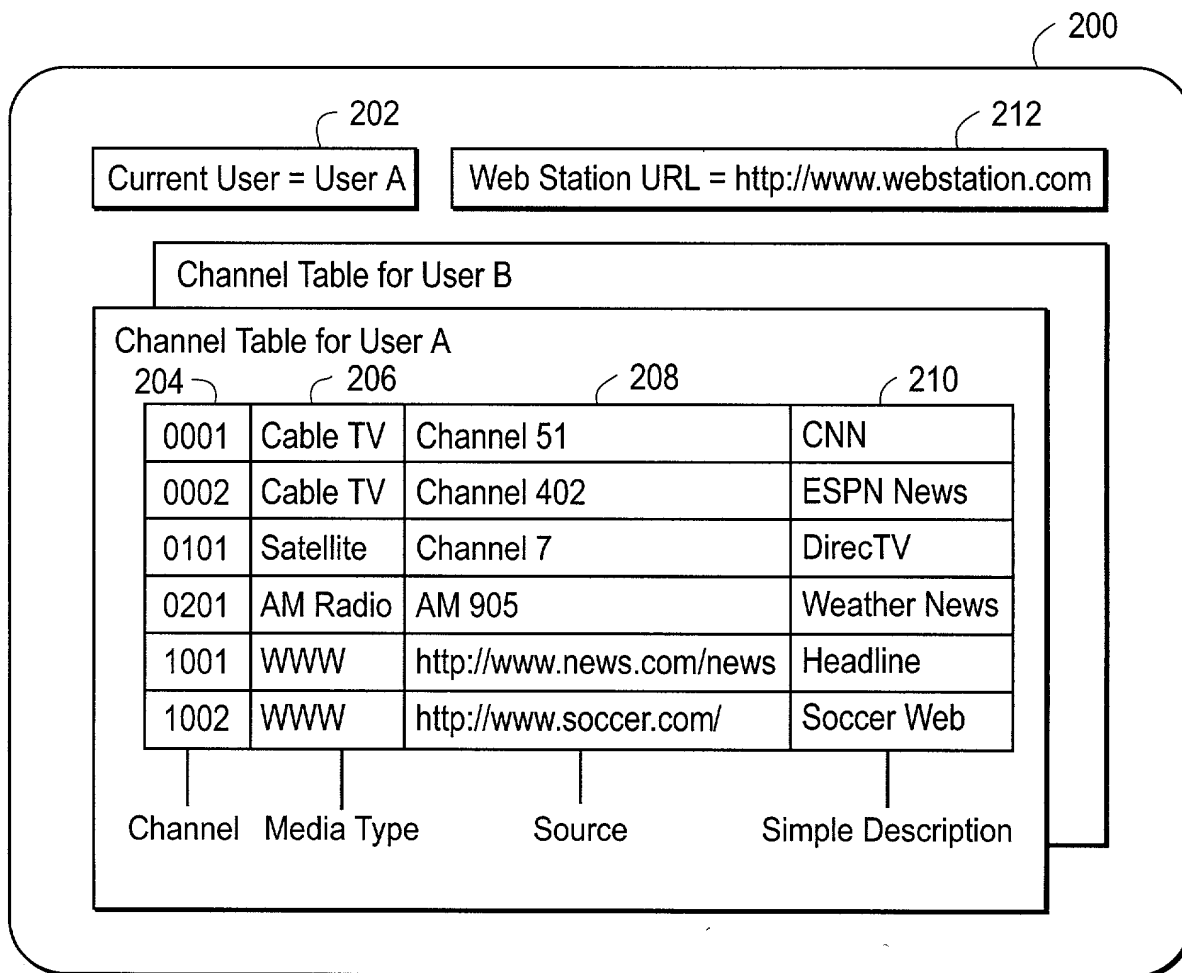 200
202
212
Current User = User A
Web Station URL = http://www.webstation.com
Channel Table for User B
Channel Table for User A
204 206 208 210
0001 Cable TV Channel 51 CNN
0002 Cable TV Channel 402 ESPN News
0101 Satellite Channel 7 DirecTV
0201 AM Radio AM 905 Weather News
1001 WWW http://www.news.com/news Headline
1002 WWW http://www.soccer.com/ Soccer Web
Channel Media Type Source Simple Description